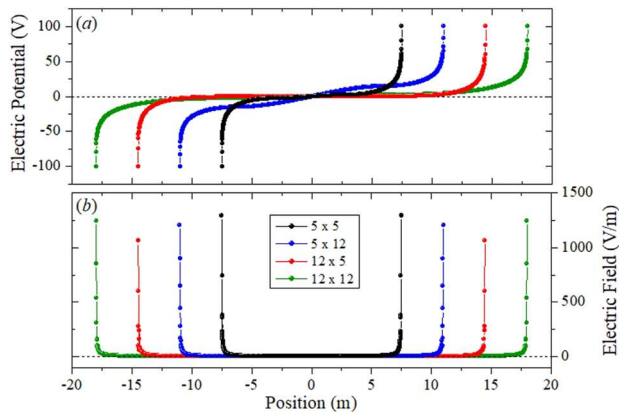 (a)
Electric Potential (V)
100
50
0
-50
-100
(b)
5 x 5
5 x 12
12 x 5
12 x 12
1500
1000
500
0
Electric Field (V/m)
-20 -15 -10 -5 0 5 10 15 20
Position (m)